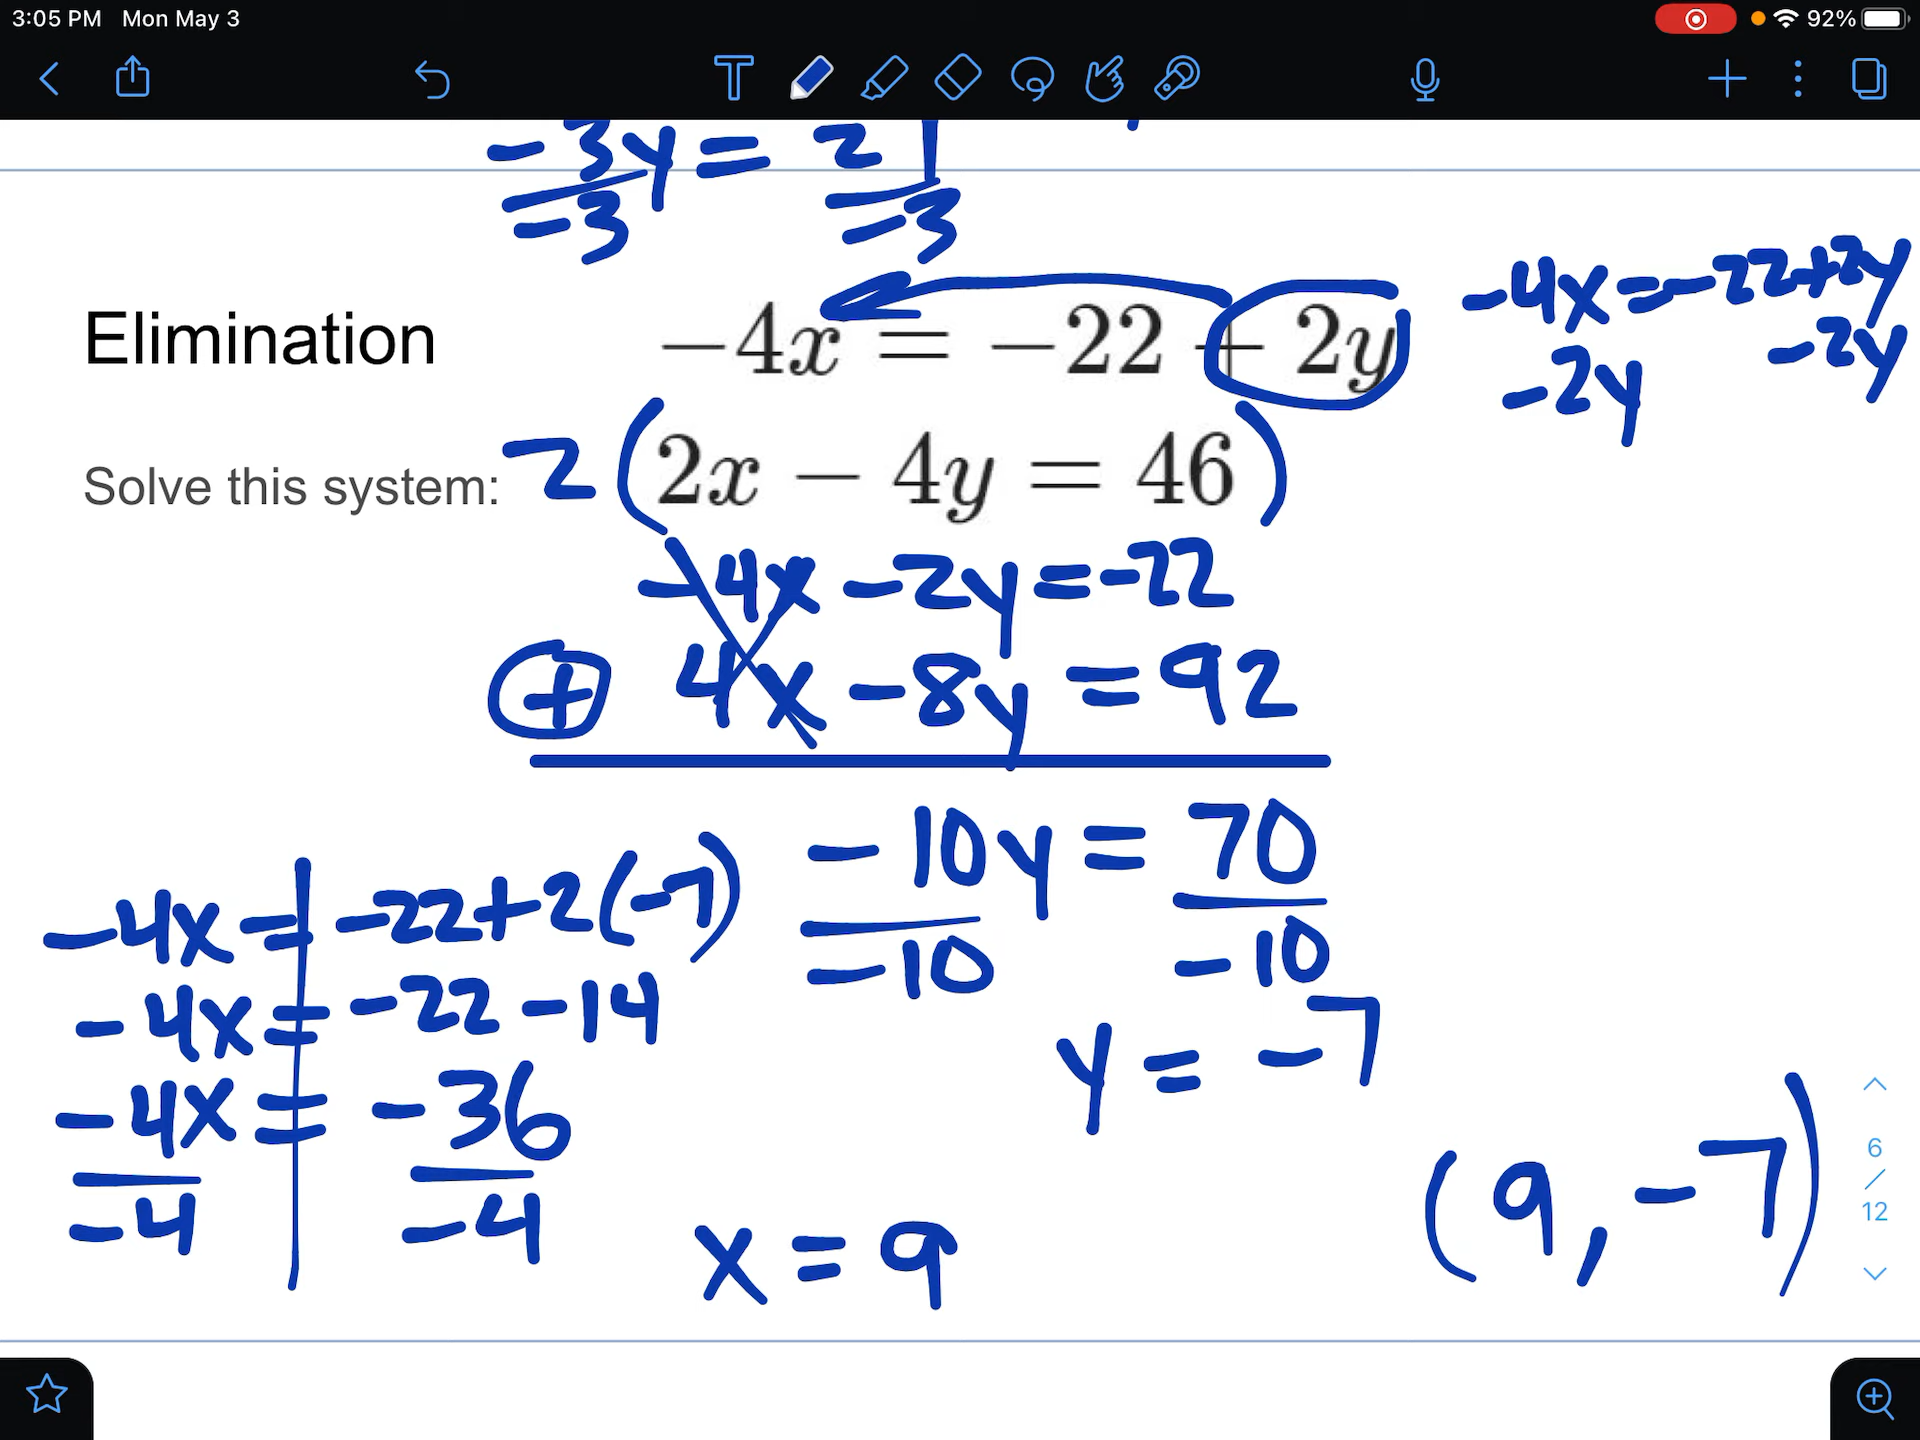 3:05 PM Mon May 3
92%
-3y = 21
-3 -3
Elimination
-4x = -22 + 2y
-4x = -22 + 2y
-2y -2y
Solve this system:
2(2x - 4y = 46)
-4x - 2y = -22
+ 4x - 8y = 92
-10y = 70
-10 -10
y = -7
-4x = -22 + 2(-7)
-4x = -22 - 14
-4x = -36
-4 -4
x = 9
(9, -7)
6
/
12